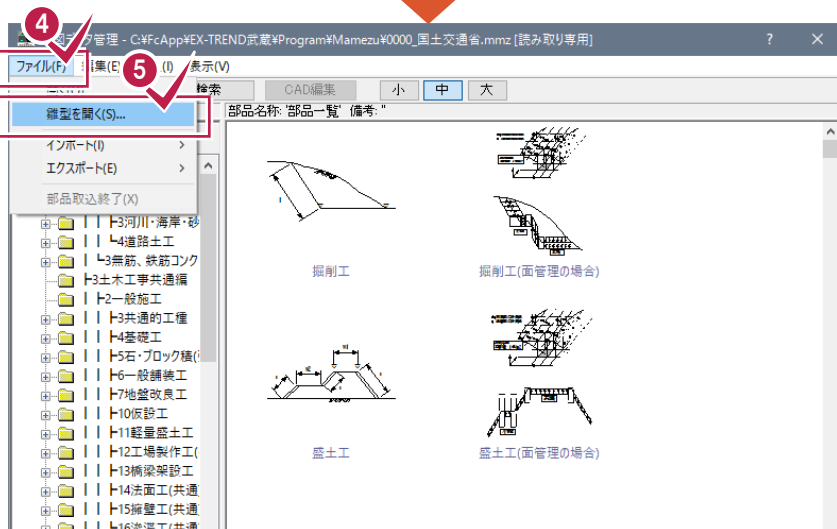 4
データ管理 - C:¥FcApp¥EX-TREND武蔵¥Program¥Mamezu¥0000_国土交通省.mmz [読み取り専用]
ファイル(F) 編集(E) (I) 表示(V)
5
検索 CAD編集 小 中 大
雛型を開く(S)...
部品名称: '部品一覧' 備考: ''
インポート(I)
エクスポート(E)
部品取込終了(X)
3河川・海岸・砂
4道路土工
3無筋、鉄筋コンク
3土木工事共通編
2一般施工
3共通的工種
4基礎工
5石・ブロック積(
6一般舗装工
7地盤改良工
10仮設工
11軽量盛土工
12工場製作工(
13橋梁架設工
14法面工(共通
15擁壁工(共通
16浚渫工(共通
掘削工
掘削工(面管理の場合)
盛土工
盛土工(面管理の場合)